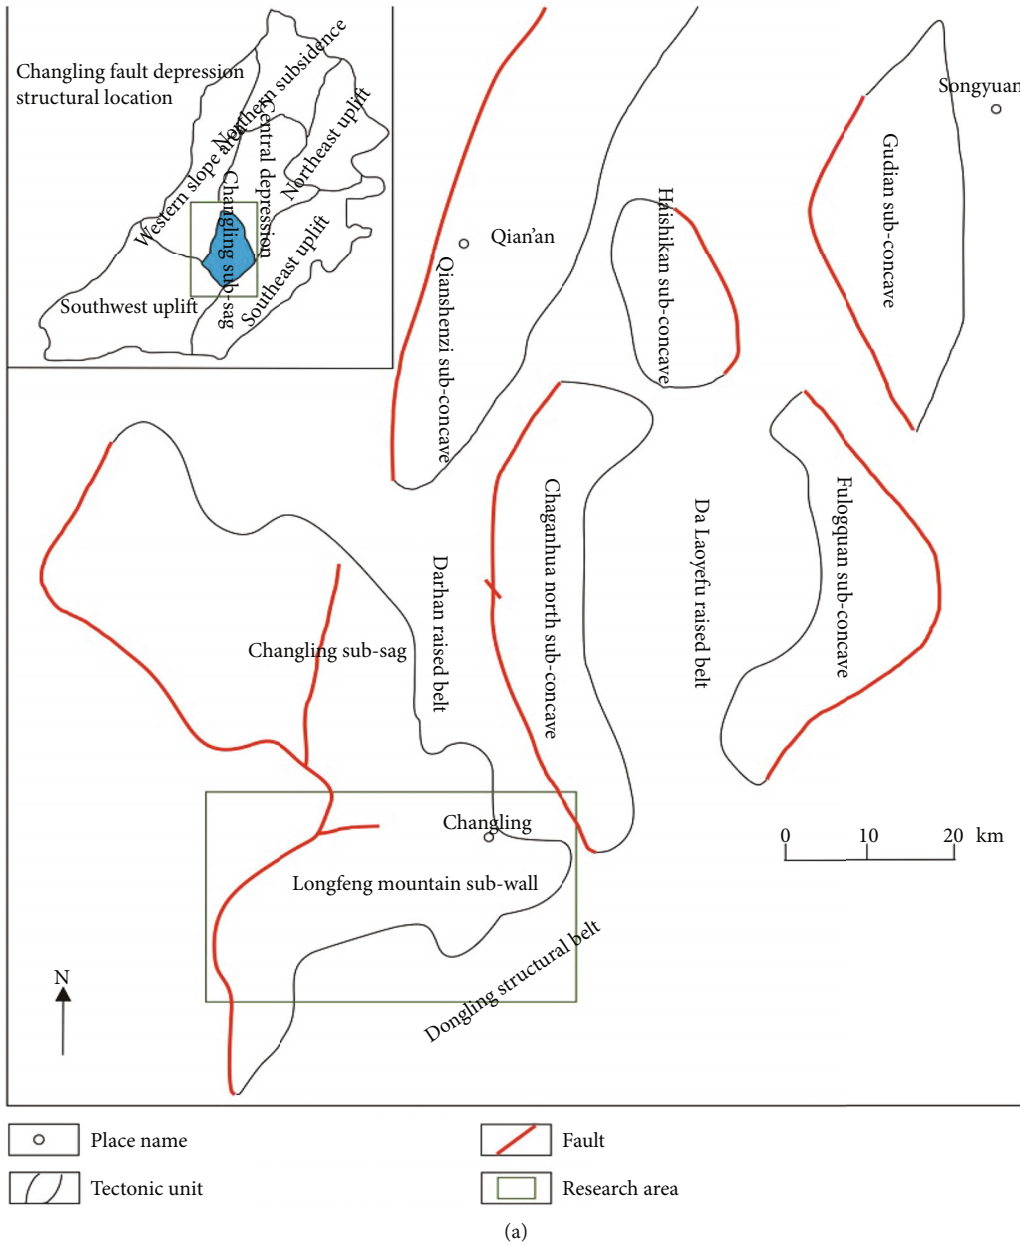 Changling fault depression
structural location
Northern subsidence
Western slope area
Central depression
Northeast uplift
Changling sub-sag
Southeast uplift
Southwest uplift
Songyuan
Qian'an
Qianshenzi sub-concave
Haishikan sub-concave
Gudian sub-concave
Changling sub-sag
Darhan raised belt
Chaganhua north sub-concave
Da Laoyefu raised belt
Fulogquan sub-concave
Changling
Longfeng mountain sub-wall
Dongling structural belt
0 10 20 km
N
Place name
Fault
Tectonic unit
Research area
(a)